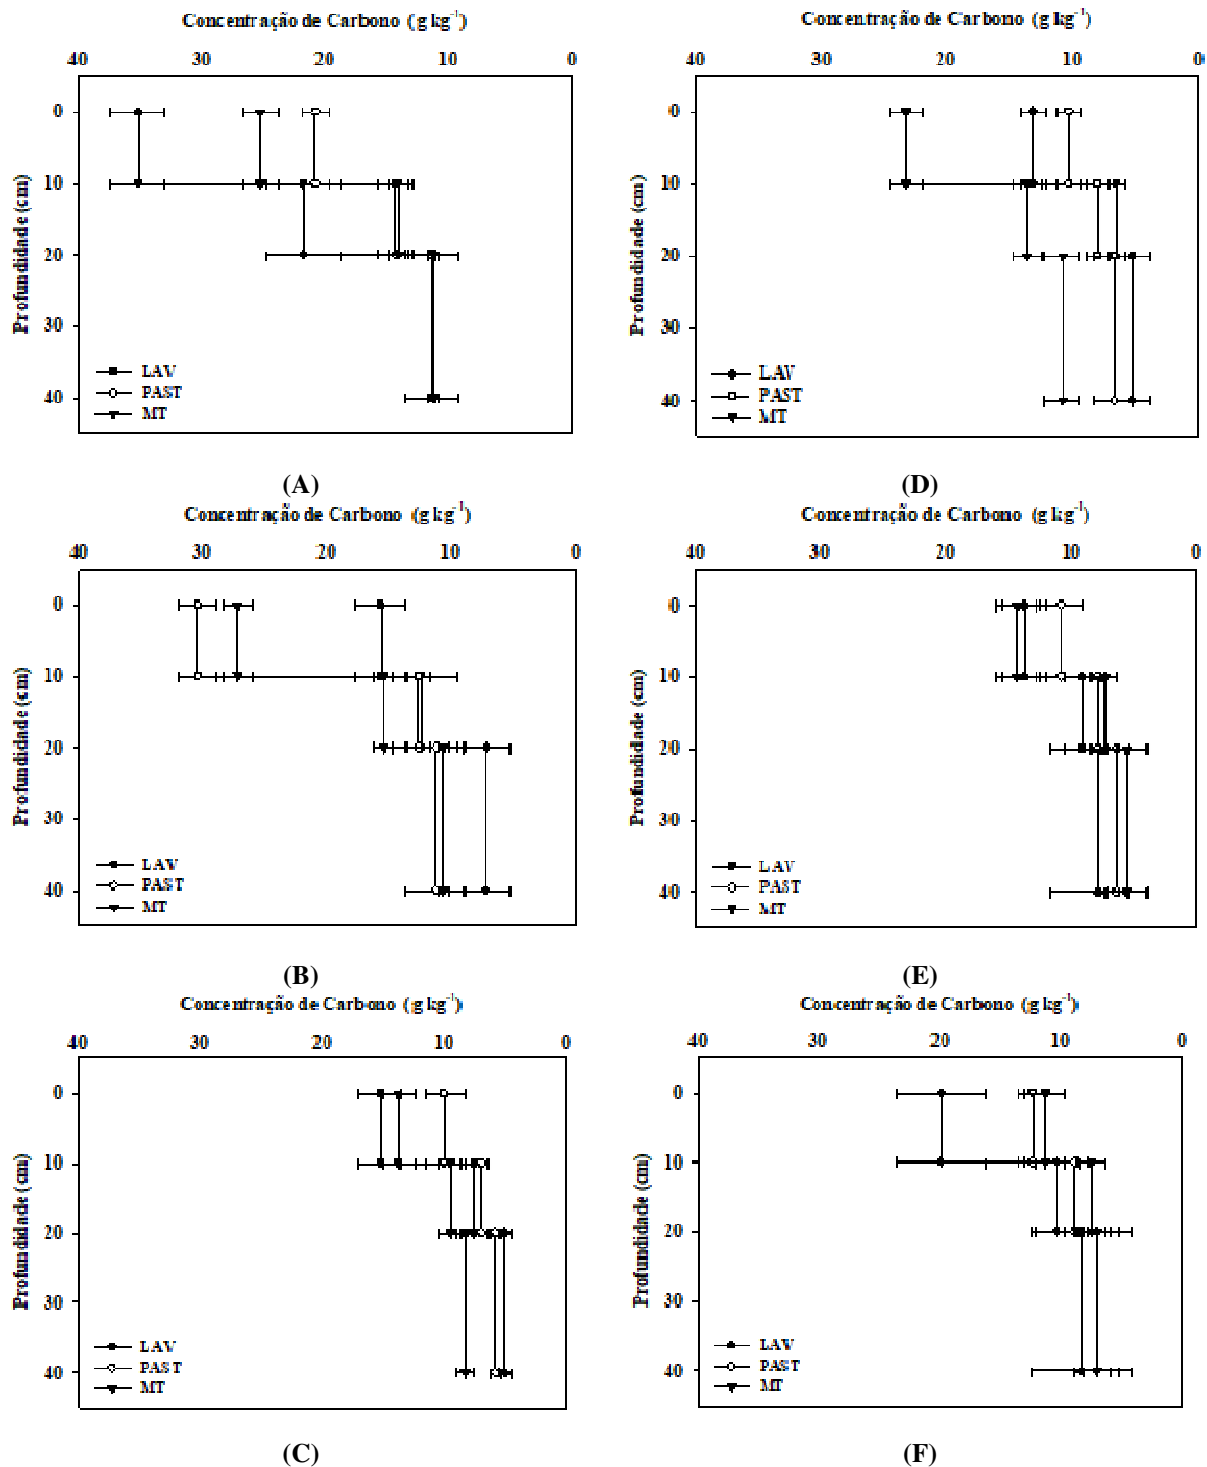 Concentração de Carbono (g kg-1)
40 30 20 10 0
Profundidade (cm)
0
10
20
30
40
LAV
PAST
MT
(A)
Concentração de Carbono (g kg-1)
40 30 20 10 0
Profundidade (cm)
0
10
20
30
40
LAV
PAST
MT
(D)
Concentração de Carbono (g kg-1)
40 30 20 10 0
Profundidade (cm)
0
10
20
30
40
LAV
PAST
MT
(B)
Concentração de Carbono (g kg-1)
40 30 20 10 0
Profundidade (cm)
0
10
20
30
40
LAV
PAST
MT
(E)
Concentração de Carbono (g kg-1)
40 30 20 10 0
Profundidade (cm)
0
10
20
30
40
LAV
PAST
MT
(C)
Concentração de Carbono (g kg-1)
40 30 20 10 0
Profundidade (cm)
0
10
20
30
40
LAV
PAST
MT
(F)